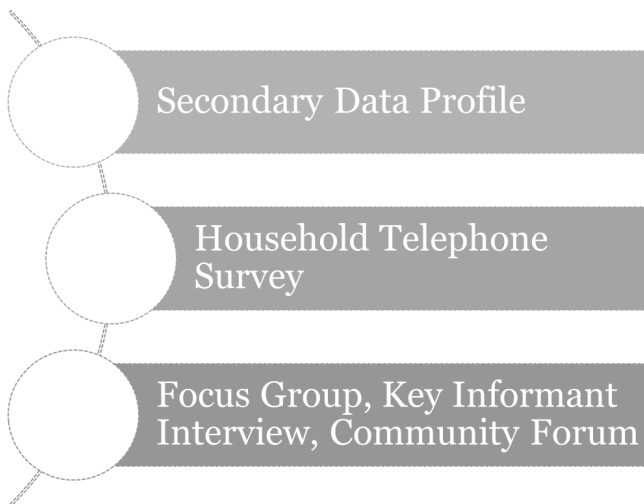 Secondary Data Profile
Household Telephone
Survey
Focus Group, Key Informant
Interview, Community Forum